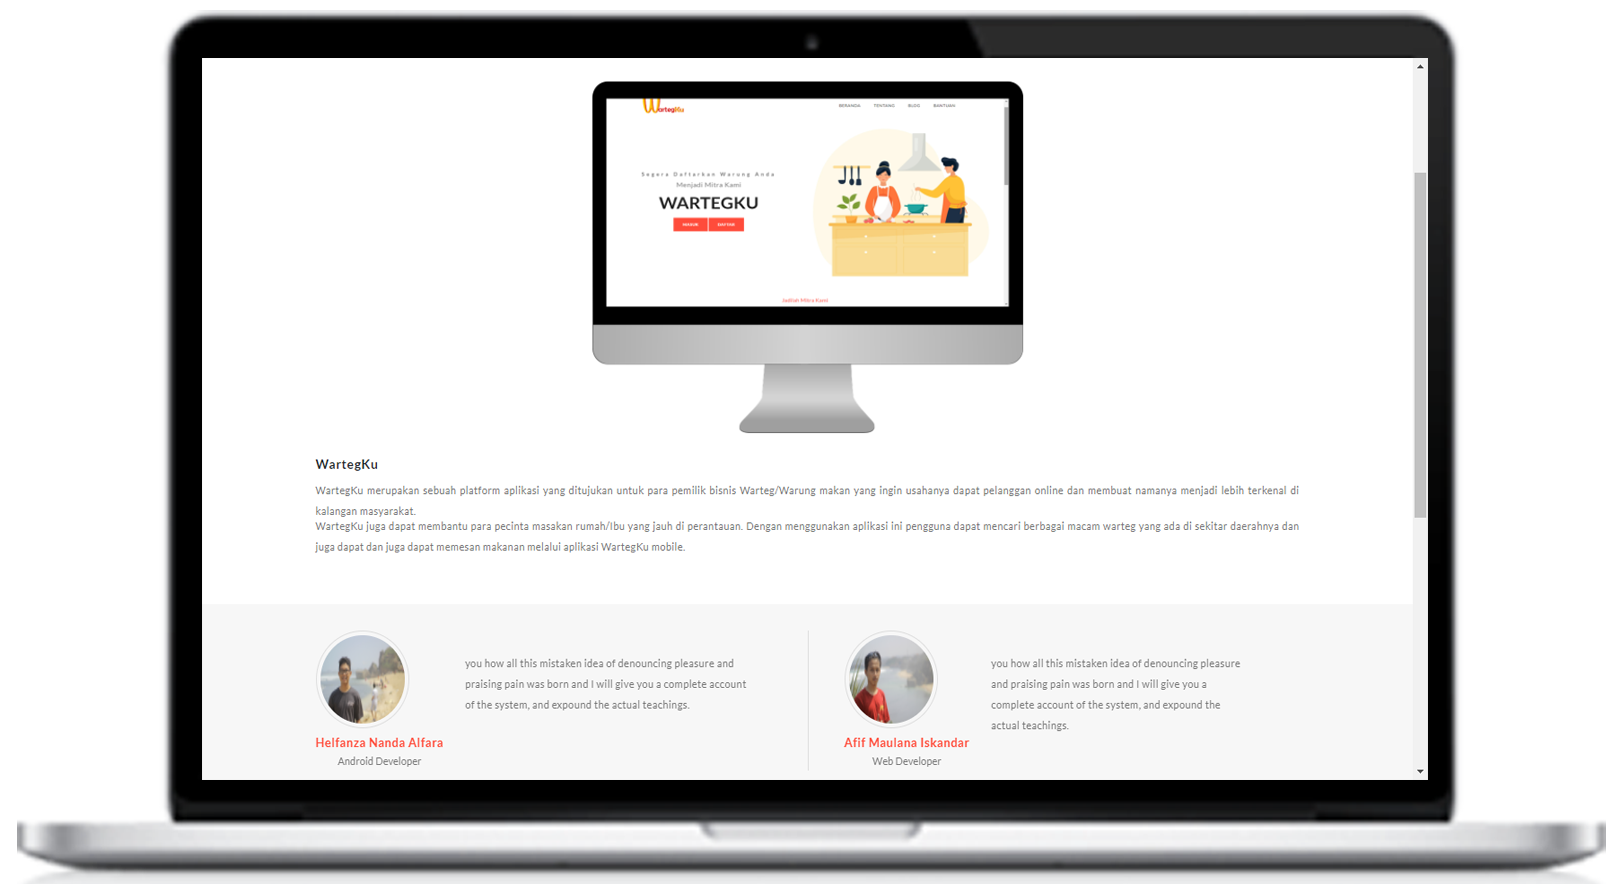 WartegKu
BERANDA TENTANG BLOG BANTUAN
Segera Daftarkan Warung Anda
Menjadi Mitra Kami
WARTEGKU
MASUK DAFTAR
Jadilah Mitra Kami
WartegKu
WartegKu merupakan sebuah platform aplikasi yang ditujukan untuk para pemilik bisnis Warteg/Warung makan yang ingin usahanya dapat pelanggan online dan membuat namanya menjadi lebih terkenal di
kalangan masyarakat.
WartegKu juga dapat membantu para pecinta masakan rumah/Ibu yang jauh di perantauan. Dengan menggunakan aplikasi ini pengguna dapat mencari berbagai macam warteg yang ada di sekitar daerahnya dan
juga dapat dan juga dapat memesan makanan melalui aplikasi WartegKu mobile.
you how all this mistaken idea of denouncing pleasure and
praising pain was born and I will give you a complete account
of the system, and expound the actual teachings.
Helfanza Nanda Alfara
Android Developer
you how all this mistaken idea of denouncing pleasure
and praising pain was born and I will give you a
complete account of the system, and expound the
actual teachings.
Afif Maulana Iskandar
Web Developer